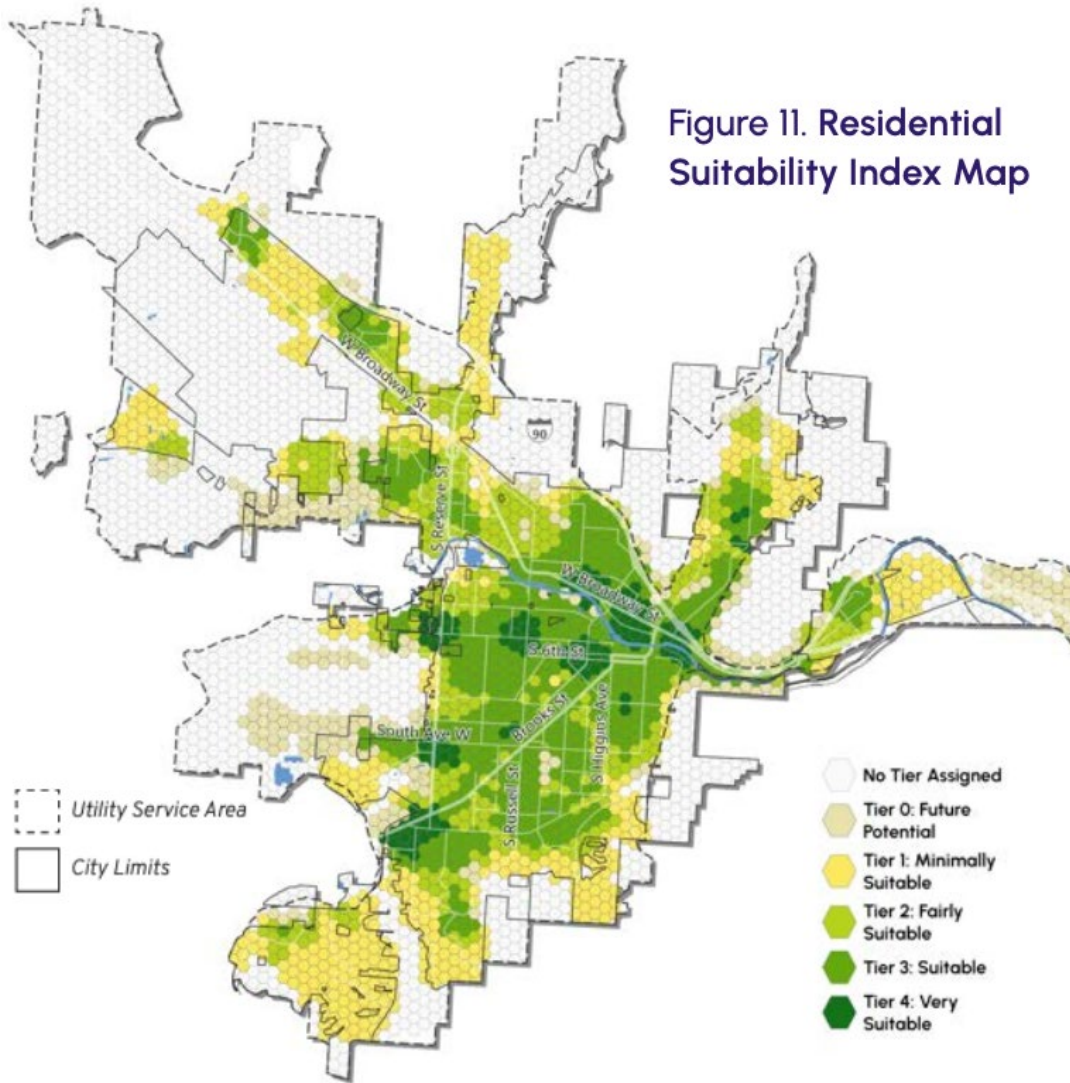 Figure 11. Residential
Suitability Index Map
W Broadway St
90
S Reserve St
W Broadway St
S 6th St
Brooks St
S Higgins Ave
South Ave W
S Russell St
Utility Service Area
City Limits
No Tier Assigned
Tier 0: Future
Potential
Tier 1: Minimally
Suitable
Tier 2: Fairly
Suitable
Tier 3: Suitable
Tier 4: Very
Suitable